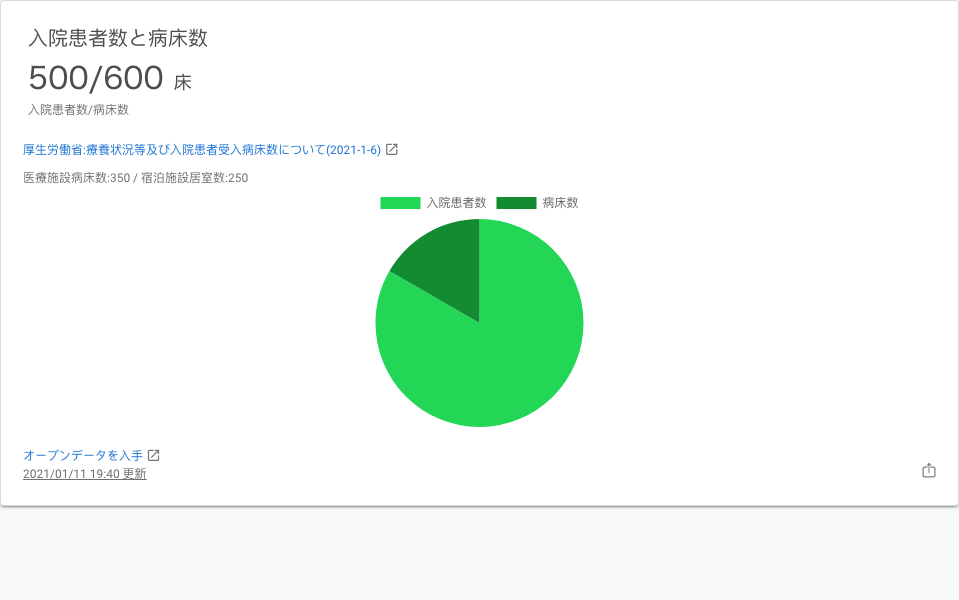 入院患者数と病床数
500/600 床
入院患者数/病床数
厚生労働省:療養状況等及び入院患者受入病床数について(2021-1-6)
医療施設病床数:350 / 宿泊施設居室数:250
入院患者数 病床数
オープンデータを入手
2021/01/11 19:40 更新